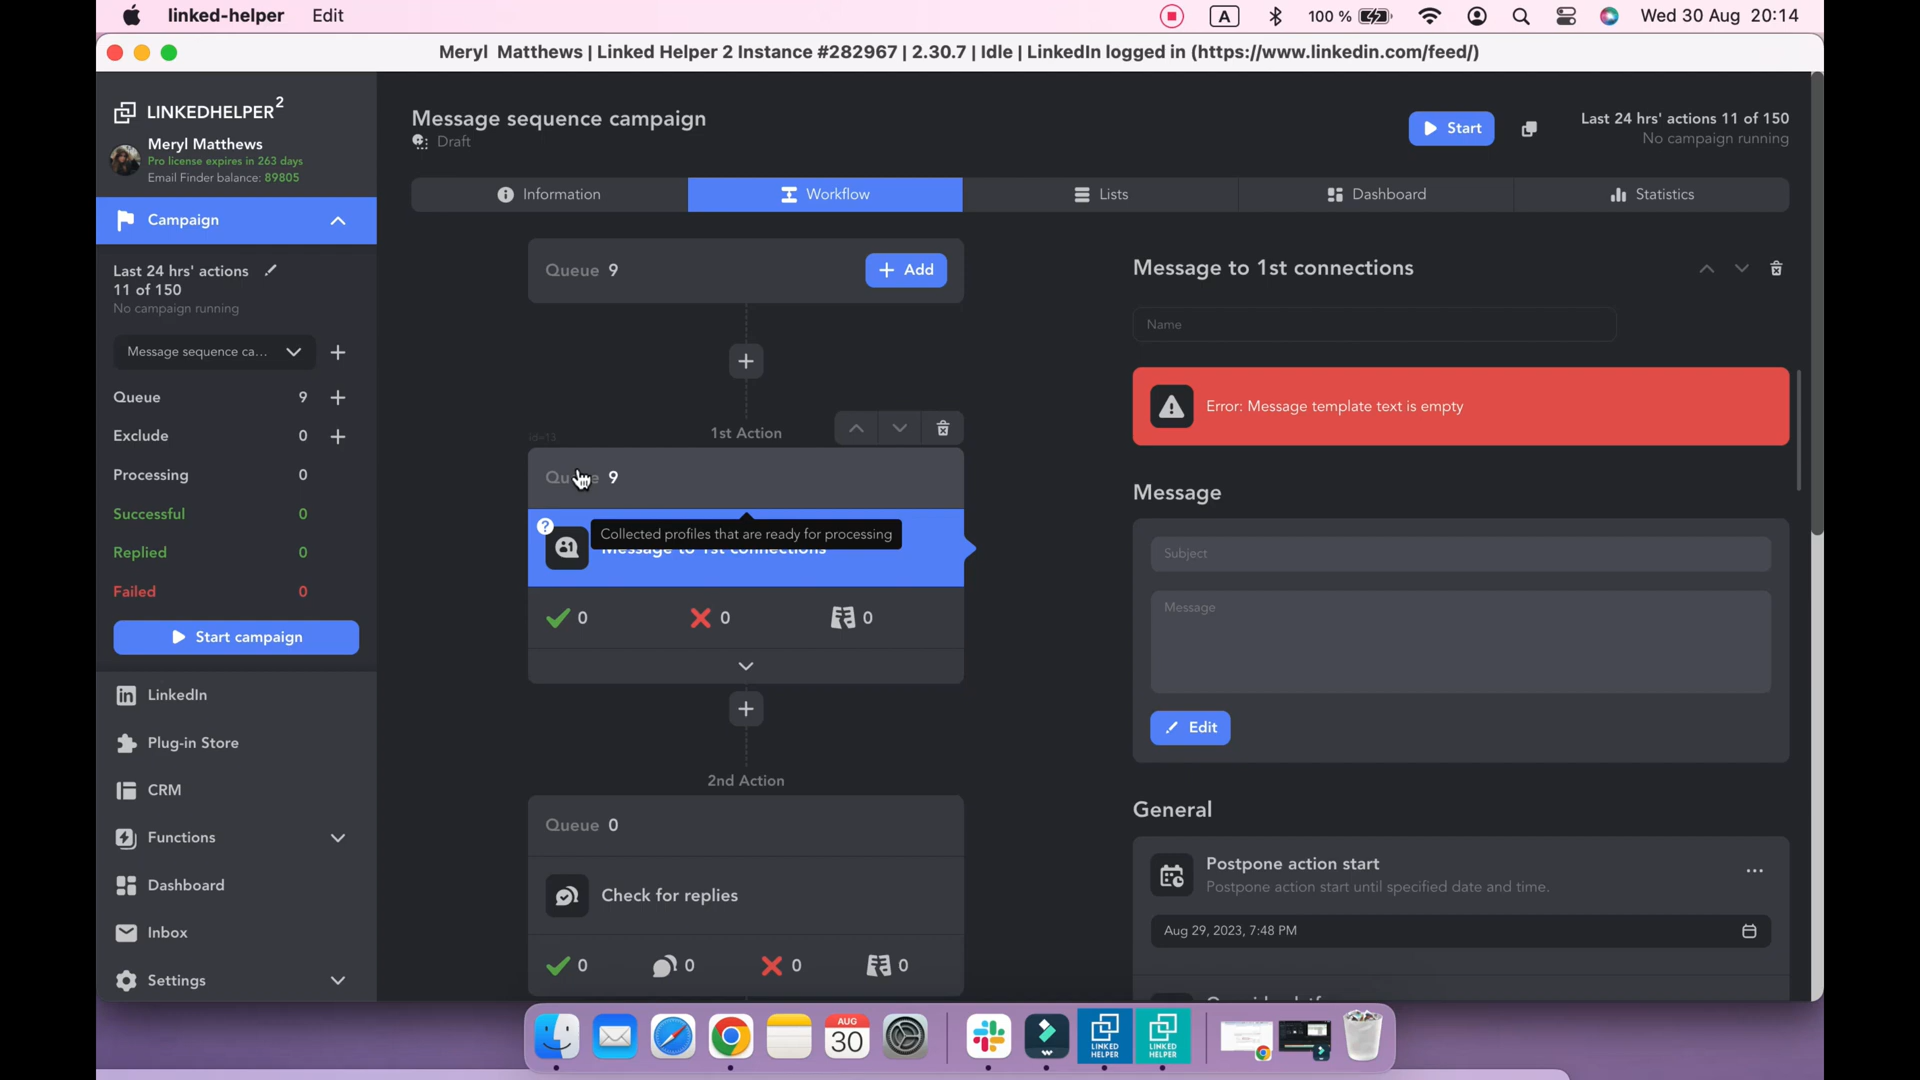 linked-helper Edit
A 100 % Wed 30 Aug 20:14
Meryl Matthews | Linked Helper 2 Instance #282967 | 2.30.7 | Idle | LinkedIn logged in (https://www.linkedin.com/feed/)
LINKEDHELPER2
Meryl Matthews
Pro license expires in 263 days
Email Finder balance: 89805
Campaign
Last 24 hrs' actions
11 of 150
No campaign running
Message sequence ca...
Queue 9
Exclude 0
Processing 0
Successful 0
Replied 0
Failed 0
Start campaign
LinkedIn
Plug-in Store
CRM
Functions
Dashboard
Inbox
Settings
Message sequence campaign
Draft
Start
Last 24 hrs' actions 11 of 150
No campaign running
Information Workflow Lists Dashboard Statistics
Queue 9 Add
1st Action
id=13
Queue 9
Collected profiles that are ready for processing
Message to 1st connections
0 0 0
2nd Action
Queue 0
Check for replies
0 0 0 0
Message to 1st connections
Name
Error: Message template text is empty
Message
Subject
Message
Edit
General
Postpone action start
Postpone action start until specified date and time.
Aug 29, 2023, 7:48 PM
AUG
30
LINKED
HELPER
LINKED
HELPER